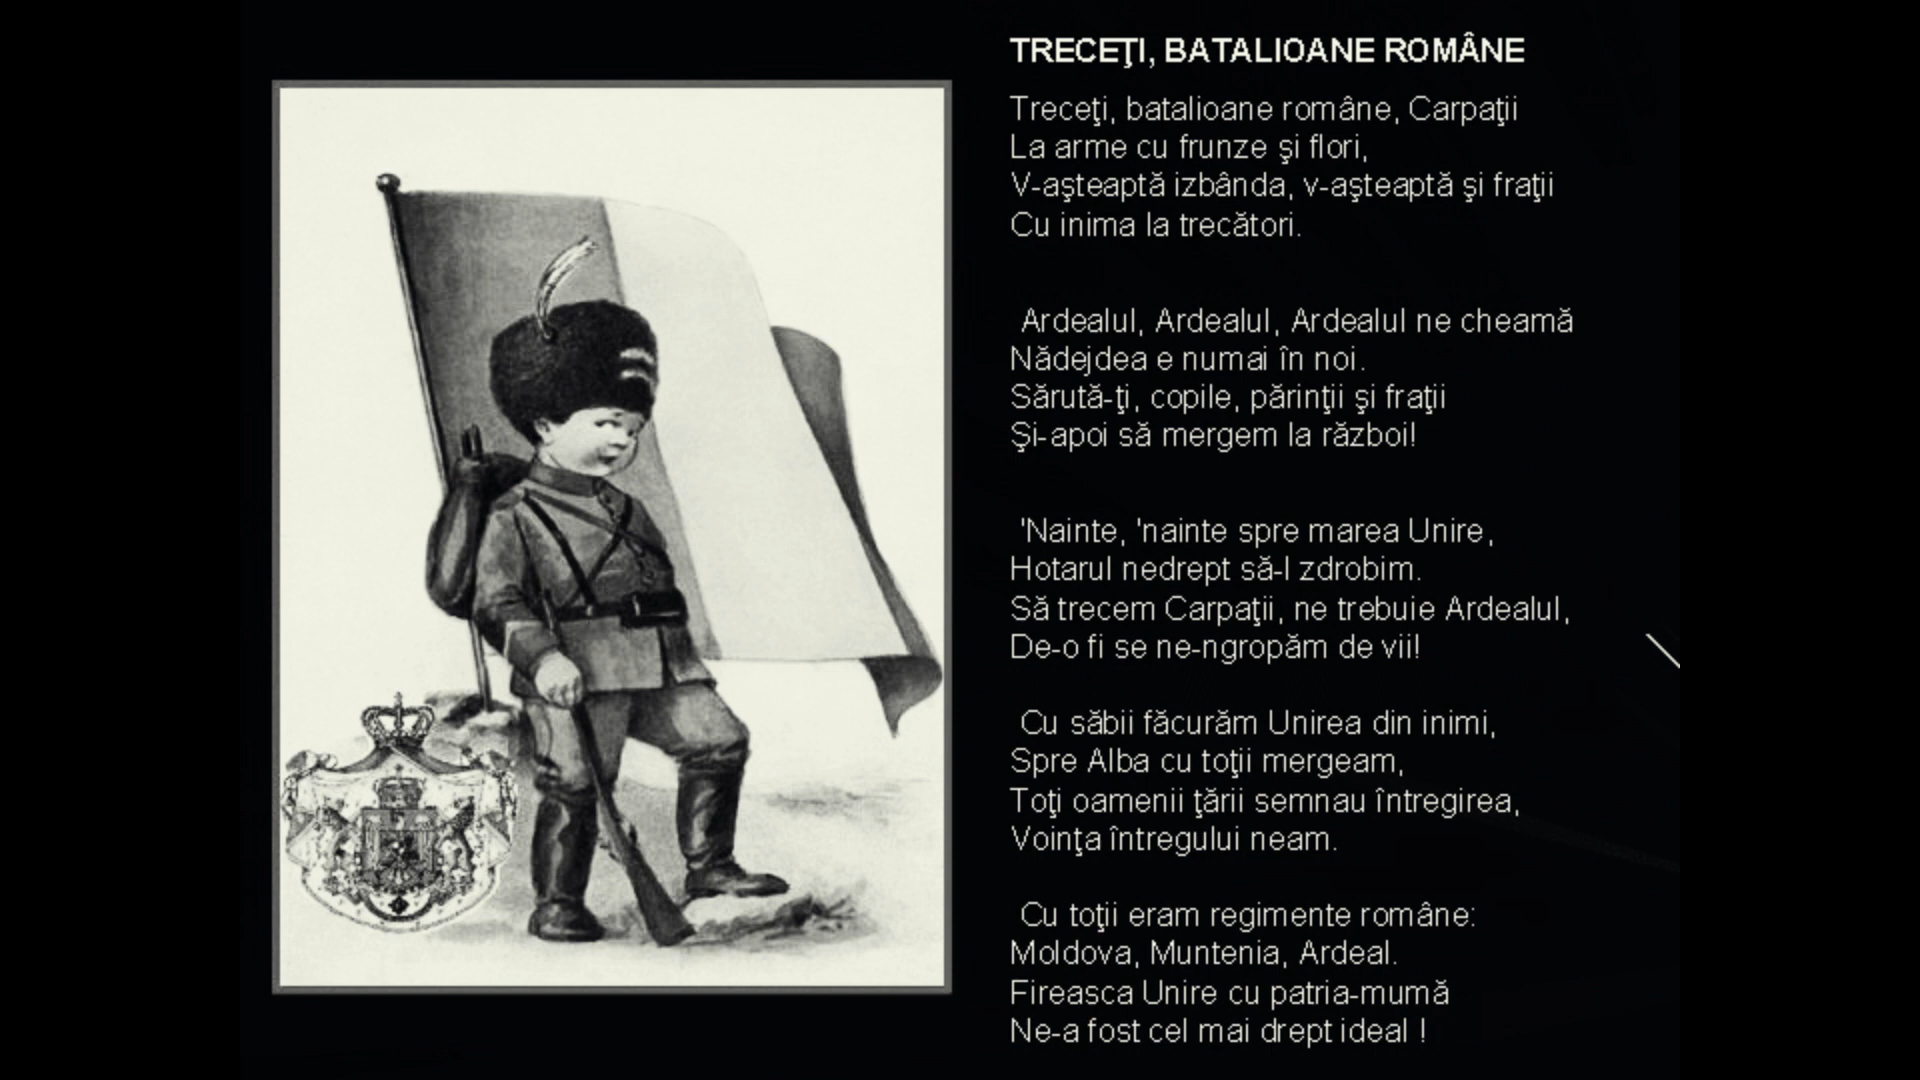 TRECEŢI, BATALIOANE ROMÂNE
Treceţi, batalioane române, Carpaţii
La arme cu frunze şi flori,
V-aşteaptă izbânda, v-aşteaptă şi fraţii
Cu inima la trecători.
Ardealul, Ardealul, Ardealul ne cheamă
Nădejdea e numai în noi.
Sărută-ţi, copile, părinţii şi fraţii
Şi-apoi să mergem la război!
'Nainte, 'nainte spre marea Unire,
Hotarul nedrept să-l zdrobim.
Să trecem Carpaţii, ne trebuie Ardealul,
De-o fi se ne-ngropăm de vii!
Cu săbii făcurăm Unirea din inimi,
Spre Alba cu toţii mergeam,
Toţi oamenii ţării semnau întregirea,
Voinţa întregului neam.
Cu toţii eram regimente române:
Moldova, Muntenia, Ardeal.
Fireasca Unire cu patria-mumă
Ne-a fost cel mai drept ideal !